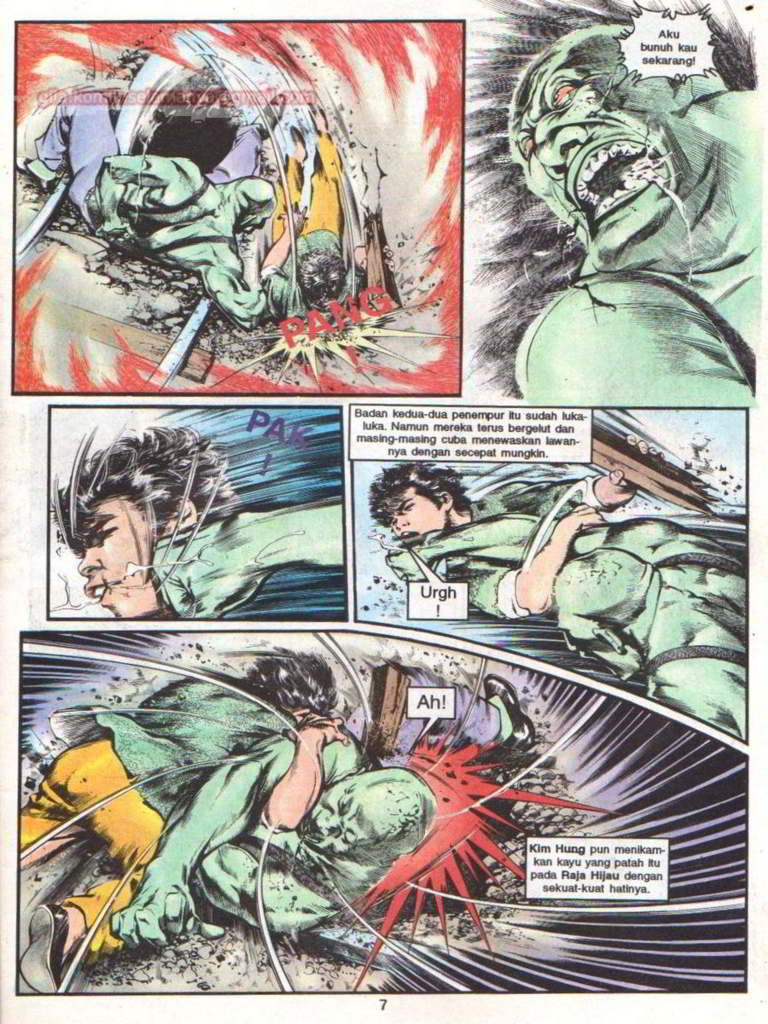 PANG
!
Aku
bunuh kau
sekarang!
PAK
!
Badan kedua-dua penempur itu sudah luka-
luka. Namun mereka terus bergelut dan
masing-masing cuba menewaskan lawan-
nya dengan secepat mungkin.
Urgh
!
Ah!
Kim Hung pun menikam-
kan kayu yang patah itu
pada Raja Hijau dengan
sekuat-kuat hatinya.
7